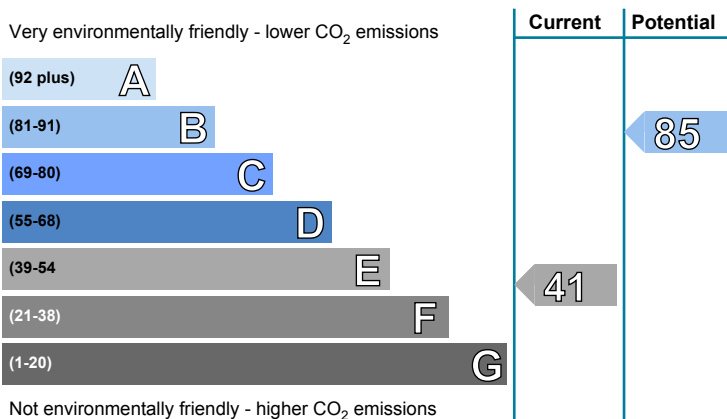 Current Potential
Very environmentally friendly - lower CO2 emissions
(92 plus) A
(81-91) B
85
(69-80) C
(55-68) D
(39-54 E
41
(21-38) F
(1-20) G
Not environmentally friendly - higher CO2 emissions